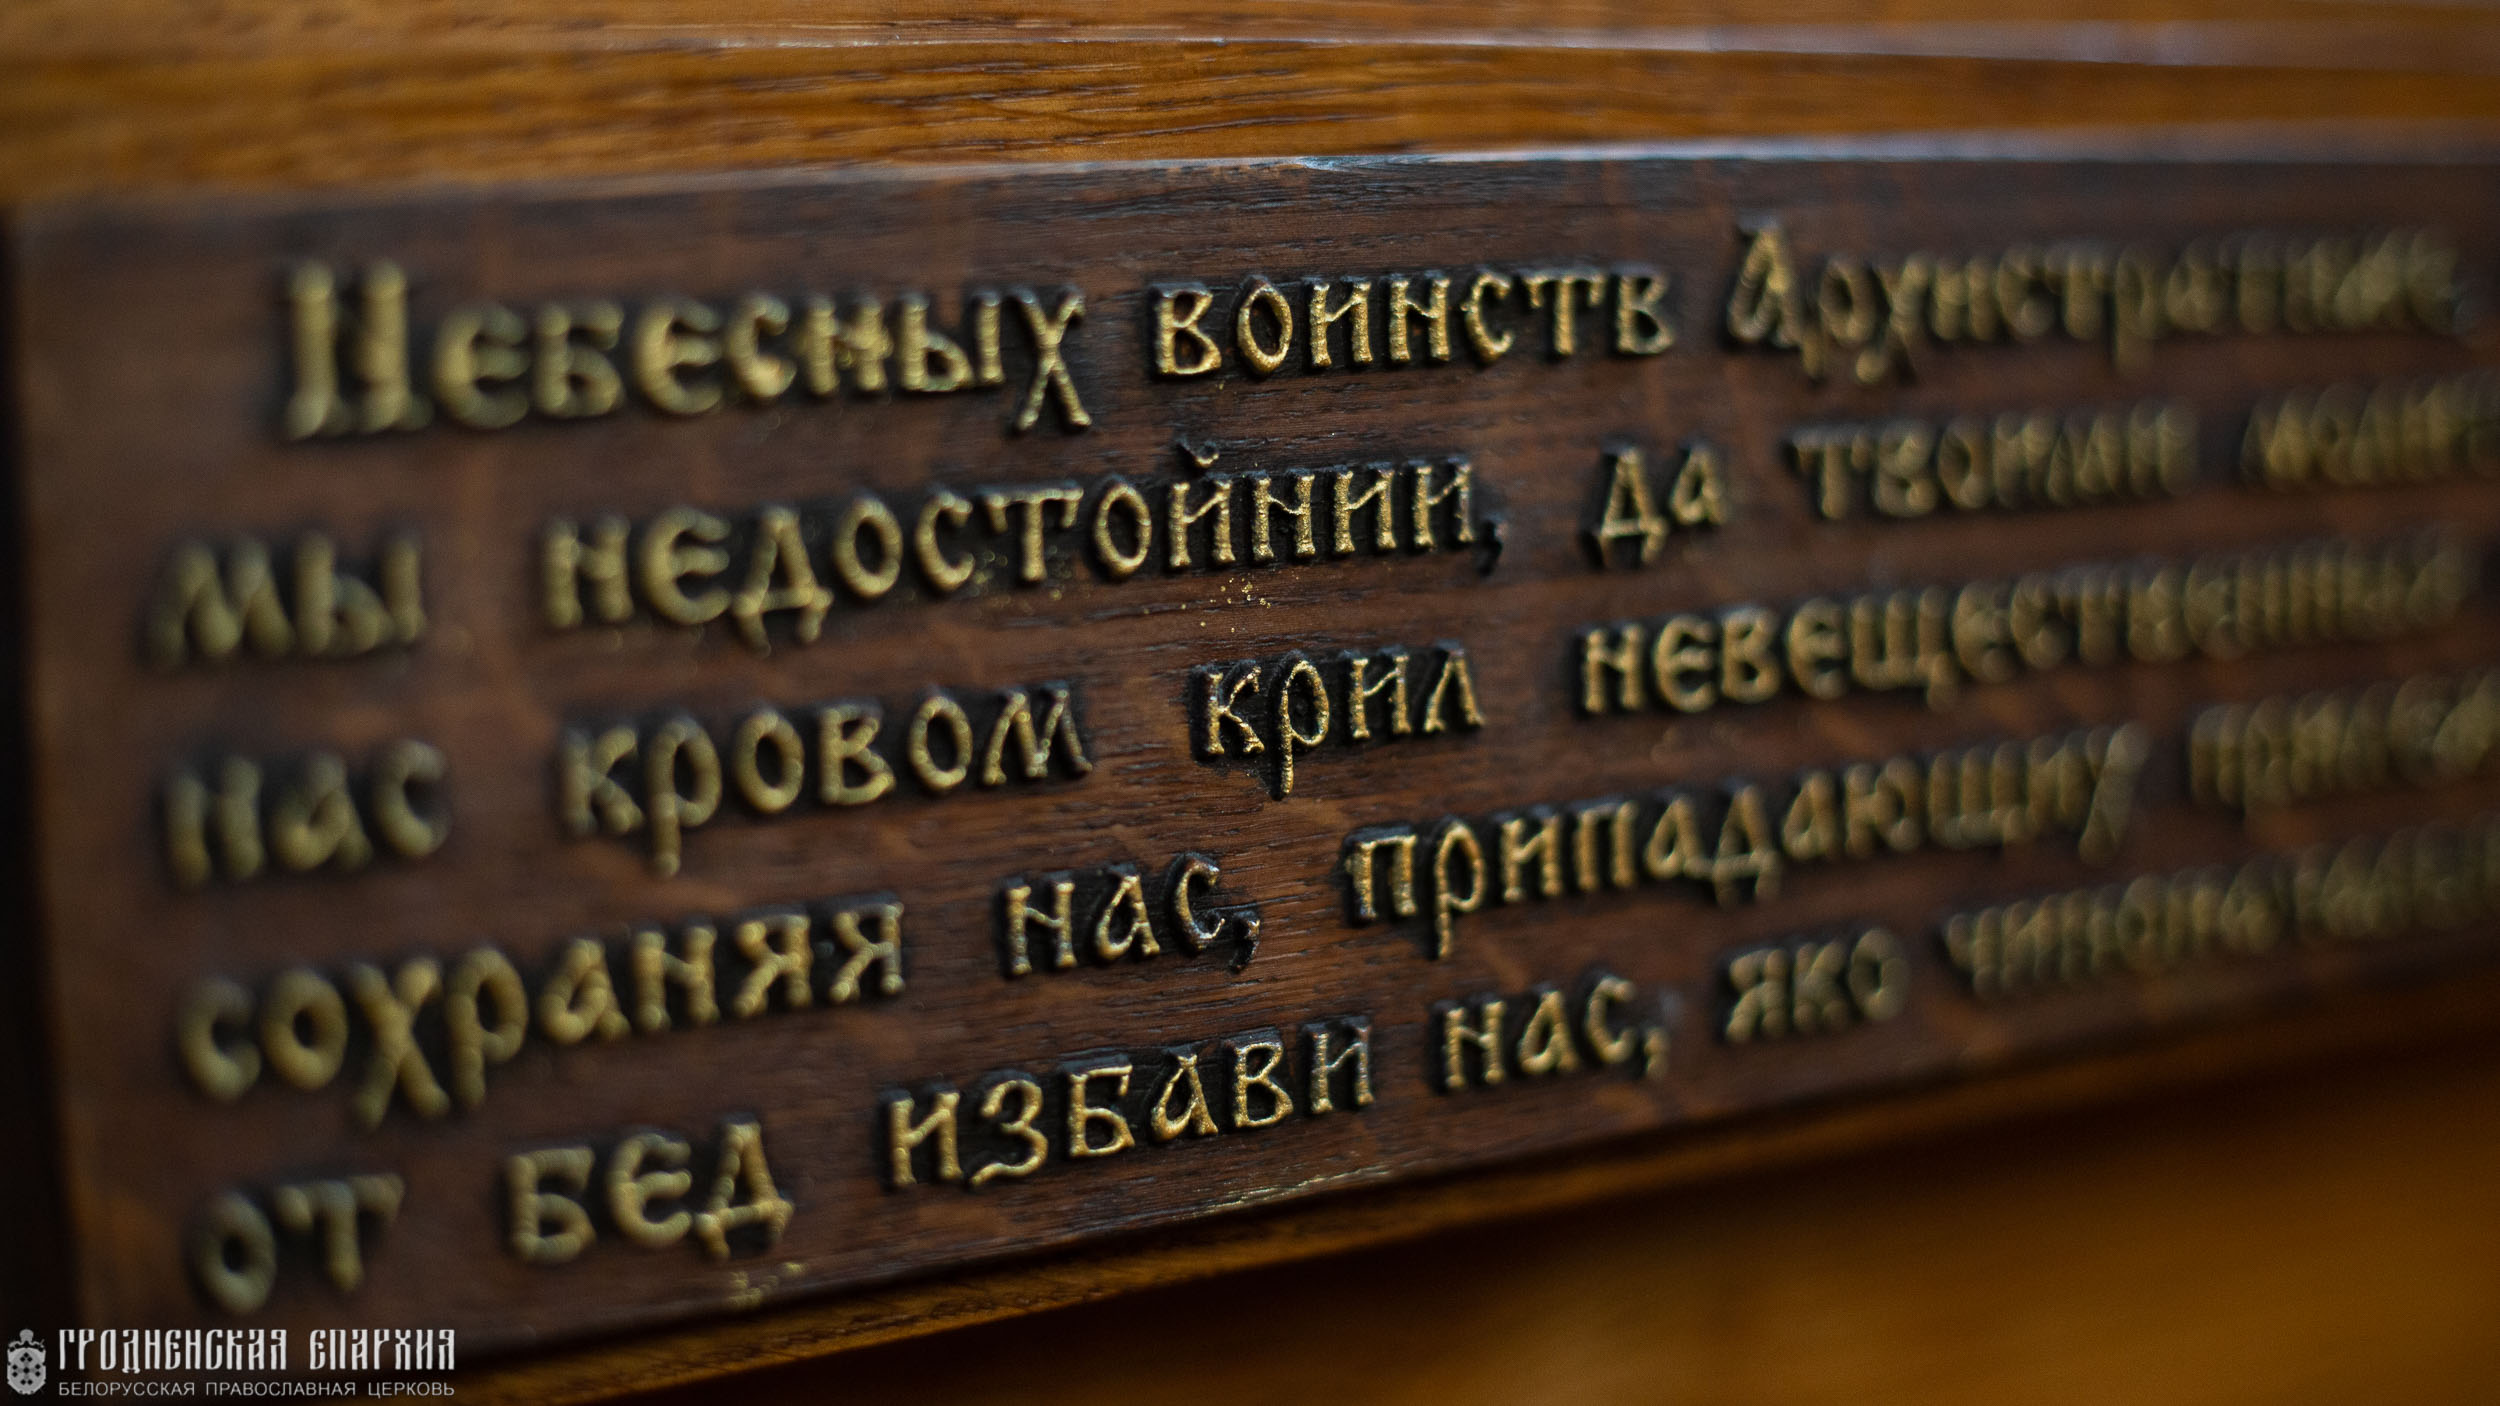 Небесных воинств Архистратиже,
мы недостойнии, да твоими
нас кровом крил невещественныя
сохраняя нас, припадающих
от бед избави нас, яко
ГРОДНЕНСКАЯ ЕПАРХИЯ
БЕЛОРУССКАЯ ПРАВОСЛАВНАЯ ЦЕРКОВЬ